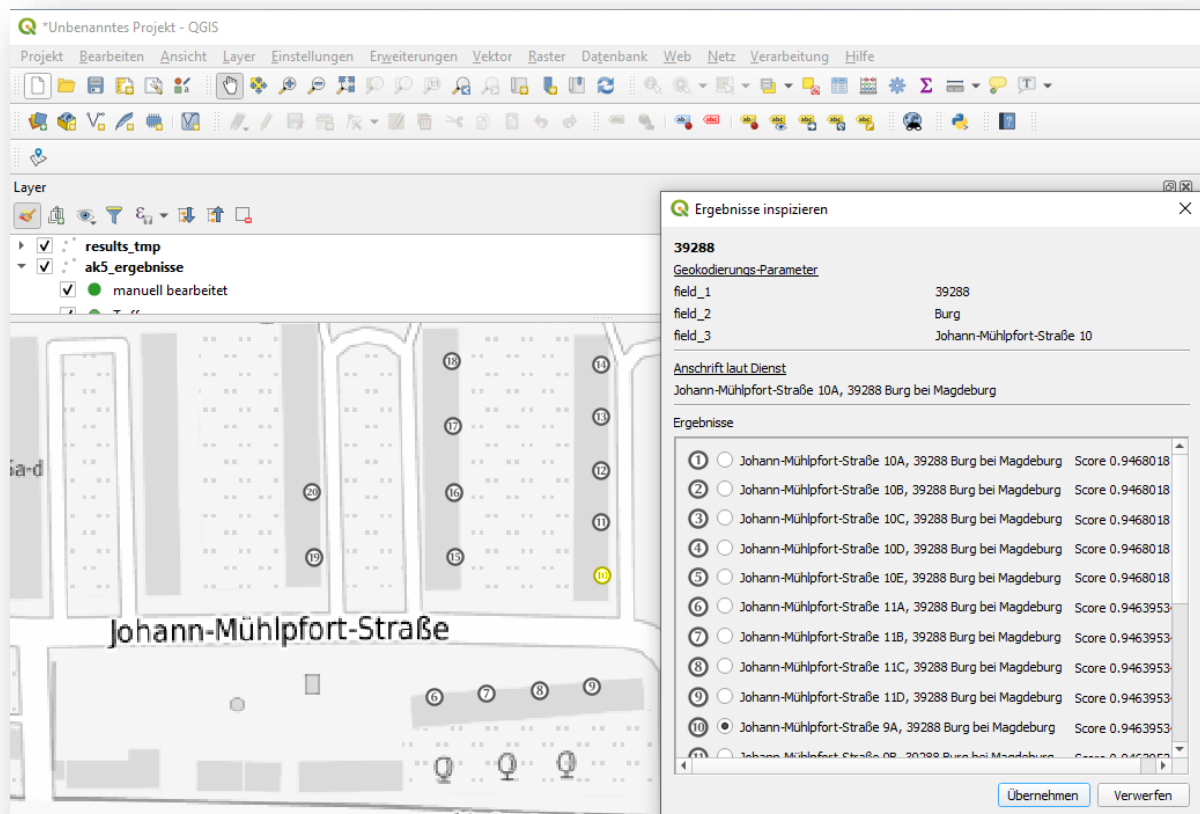 *Unbenanntes Projekt - QGIS
Projekt Bearbeiten Ansicht Layer Einstellungen Erweiterungen Vektor Raster Datenbank Web Netz Verarbeitung Hilfe
Layer
results_tmp
ak5_ergebnisse
manuell bearbeitet
18
14
17
13
5a-d
12
20
16
11
19
15
10
Johann-Mühlpfort-Straße
6
7
8
9
Ergebnisse inspizieren
39288
Geokodierungs-Parameter
field_1 39288
field_2 Burg
field_3 Johann-Mühlpfort-Straße 10
Anschrift laut Dienst
Johann-Mühlpfort-Straße 10A, 39288 Burg bei Magdeburg
Ergebnisse
1 Johann-Mühlpfort-Straße 10A, 39288 Burg bei Magdeburg Score 0.9468018
2 Johann-Mühlpfort-Straße 10B, 39288 Burg bei Magdeburg Score 0.9468018
3 Johann-Mühlpfort-Straße 10C, 39288 Burg bei Magdeburg Score 0.9468018
4 Johann-Mühlpfort-Straße 10D, 39288 Burg bei Magdeburg Score 0.9468018
5 Johann-Mühlpfort-Straße 10E, 39288 Burg bei Magdeburg Score 0.9468018
6 Johann-Mühlpfort-Straße 11A, 39288 Burg bei Magdeburg Score 0.9463953
7 Johann-Mühlpfort-Straße 11B, 39288 Burg bei Magdeburg Score 0.9463953
8 Johann-Mühlpfort-Straße 11C, 39288 Burg bei Magdeburg Score 0.9463953
9 Johann-Mühlpfort-Straße 11D, 39288 Burg bei Magdeburg Score 0.9463953
10 Johann-Mühlpfort-Straße 9A, 39288 Burg bei Magdeburg Score 0.9463953
Johann-Mühlpfort-Straße 9B, 39288 Burg bei Magdeburg
Übernehmen Verwerfen